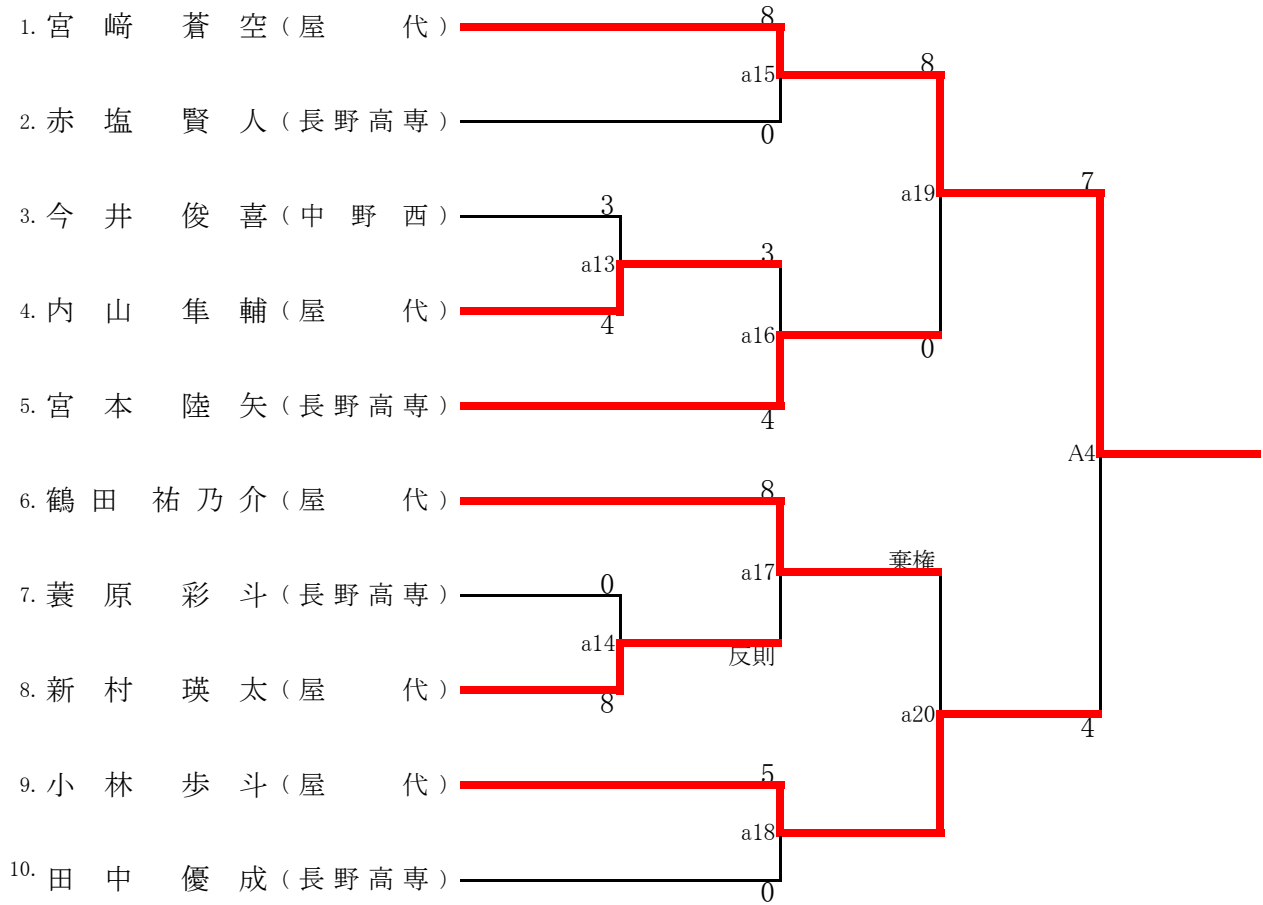 8
1. 宮 﨑 蒼 空 ( 屋 代 )
8
a15
2. 赤 塩 賢 人 ( 長 野 高 専 )
0
7
a19
3. 今 井 俊 喜 ( 中 野 西 )
3
3
a13
4. 内 山 隼 輔 ( 屋 代 )
4
a16
0
5. 宮 本 陸 矢 ( 長 野 高 専 )
4
A4
6. 鶴 田 祐 乃 介 ( 屋 代 )
8
棄権
a17
7. 蓑 原 彩 斗 ( 長 野 高 専 )
0
a14
反則
8. 新 村 瑛 太 ( 屋 代 )
8
a20
4
9. 小 林 歩 斗 ( 屋 代 )
5
a18
10. 田 中 優 成 ( 長 野 高 専 )
0